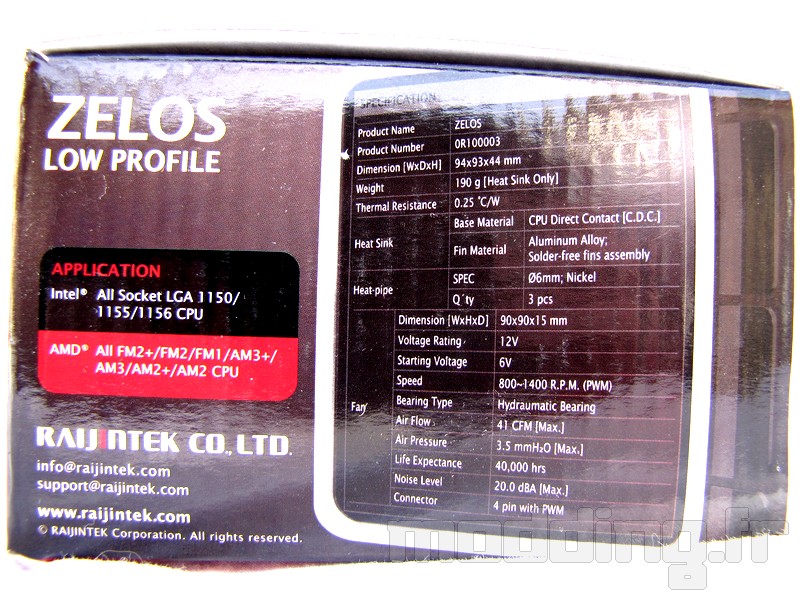 ZELOS
LOW PROFILE
APPLICATION
Intel® All Socket LGA 1150/
1155/1156 CPU
AMD® All FM2+/FM2/FM1/AM3+/
AM3/AM2+/AM2 CPU
RAIJINTEK CO., LTD.
info@raijintek.com
support@raijintek.com
www.raijintek.com
© RAIJINTEK Corporation. All rights reserved.
SPECIFICATION
Product Name ZELOS
Product Number 0R100003
Dimension [WxDxH] 94x93x44 mm
Weight 190 g [Heat Sink Only]
Thermal Resistance 0.25 °C/W
Heat Sink Base Material CPU Direct Contact [C.D.C.]
Fin Material Aluminum Alloy;
Solder-free fins assembly
Heat-pipe SPEC Ø6mm; Nickel
Q'ty 3 pcs
Fan Dimension [WxHxD] 90x90x15 mm
Voltage Rating 12V
Starting Voltage 6V
Speed 800~1400 R.P.M. (PWM)
Bearing Type Hydraumatic Bearing
Air Flow 41 CFM [Max.]
Air Pressure 3.5 mmH2O [Max.]
Life Expectance 40,000 hrs
Noise Level 20.0 dBA [Max.]
Connector 4 pin with PWM
modding.fr